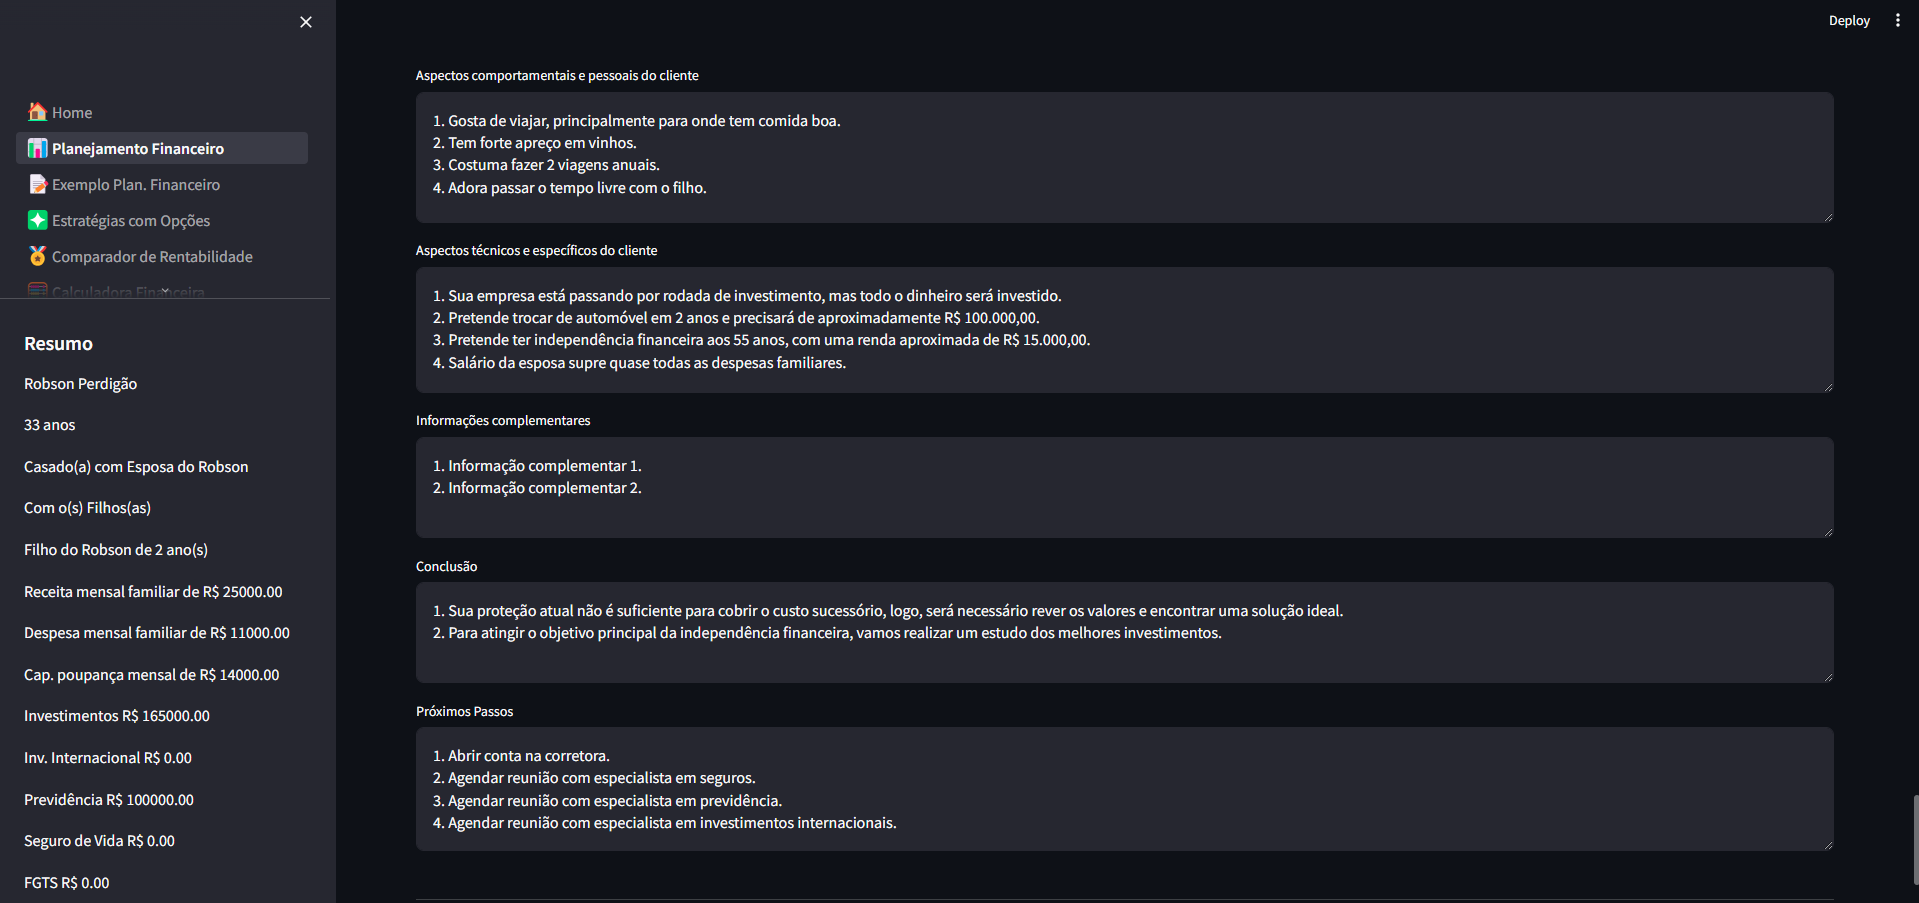 Deploy
Home
Planejamento Financeiro
Exemplo Plan. Financeiro
Estratégias com Opções
Comparador de Rentabilidade
Calculadora Financeira
Resumo
Robson Perdigão
33 anos
Casado(a) com Esposa do Robson
Com o(s) Filhos(as)
Filho do Robson de 2 ano(s)
Receita mensal familiar de R$ 25000.00
Despesa mensal familiar de R$ 11000.00
Cap. poupança mensal de R$ 14000.00
Investimentos R$ 165000.00
Inv. Internacional R$ 0.00
Previdência R$ 100000.00
Seguro de Vida R$ 0.00
FGTS R$ 0.00
Aspectos comportamentais e pessoais do cliente
1. Gosta de viajar, principalmente para onde tem comida boa.
2. Tem forte apreço em vinhos.
3. Costuma fazer 2 viagens anuais.
4. Adora passar o tempo livre com o filho.
Aspectos técnicos e específicos do cliente
1. Sua empresa está passando por rodada de investimento, mas todo o dinheiro será investido.
2. Pretende trocar de automóvel em 2 anos e precisará de aproximadamente R$ 100.000,00.
3. Pretende ter independência financeira aos 55 anos, com uma renda aproximada de R$ 15.000,00.
4. Salário da esposa supre quase todas as despesas familiares.
Informações complementares
1. Informação complementar 1.
2. Informação complementar 2.
Conclusão
1. Sua proteção atual não é suficiente para cobrir o custo sucessório, logo, será necessário rever os valores e encontrar uma solução ideal.
2. Para atingir o objetivo principal da independência financeira, vamos realizar um estudo dos melhores investimentos.
Próximos Passos
1. Abrir conta na corretora.
2. Agendar reunião com especialista em seguros.
3. Agendar reunião com especialista em previdência.
4. Agendar reunião com especialista em investimentos internacionais.